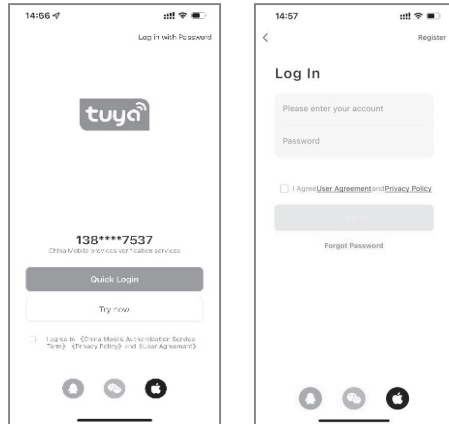 14:56
Log in with Password
tuya
138****7537
China Mobile provides verification services
Quick Login
Try now
I agree to 《China Mobile Authentication Service
Term》 《Privacy Policy》 and 《User Agreement》
14:57
Register
Log In
Please enter your account
Password
I Agree User Agreement and Privacy Policy
Log In
Forgot Password